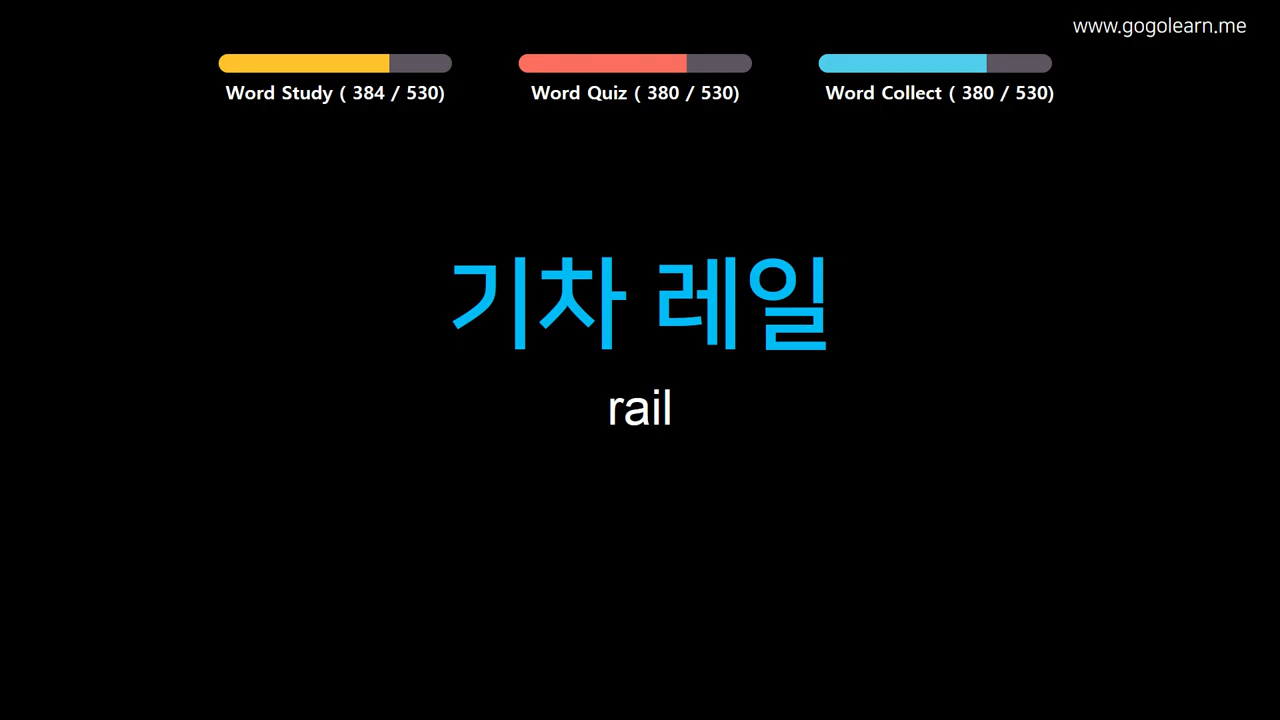 www.gogolearn.me
Word Study ( 384 / 530)
Word Quiz ( 380 / 530)
Word Collect ( 380 / 530)
기차 레일
rail